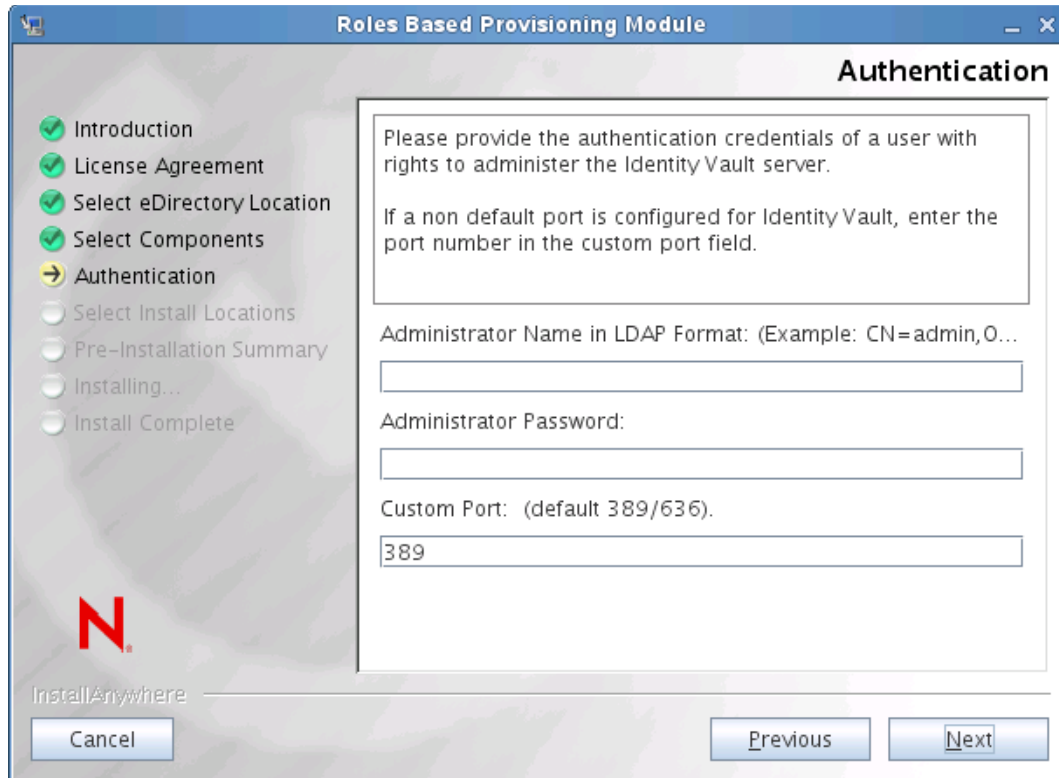 Roles Based Provisioning Module
Authentication
Introduction
License Agreement
Select eDirectory Location
Select Components
Authentication
Select Install Locations
Pre-Installation Summary
Installing...
Install Complete
Please provide the authentication credentials of a user with
rights to administer the Identity Vault server.
If a non default port is configured for Identity Vault, enter the
port number in the custom port field.
Administrator Name in LDAP Format: (Example: CN=admin,O...
Administrator Password:
Custom Port: (default 389/636).
389
N
InstallAnywhere
Cancel
Previous
Next